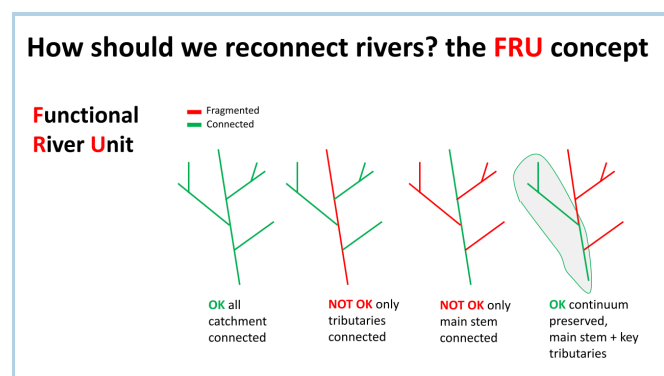 How should we reconnect rivers? the FRU concept
Functional
River Unit
Fragmented
Connected
OK all
catchment
connected
NOT OK only
tributaries
connected
NOT OK only
main stem
connected
OK continuum
preserved,
main stem + key
tributaries